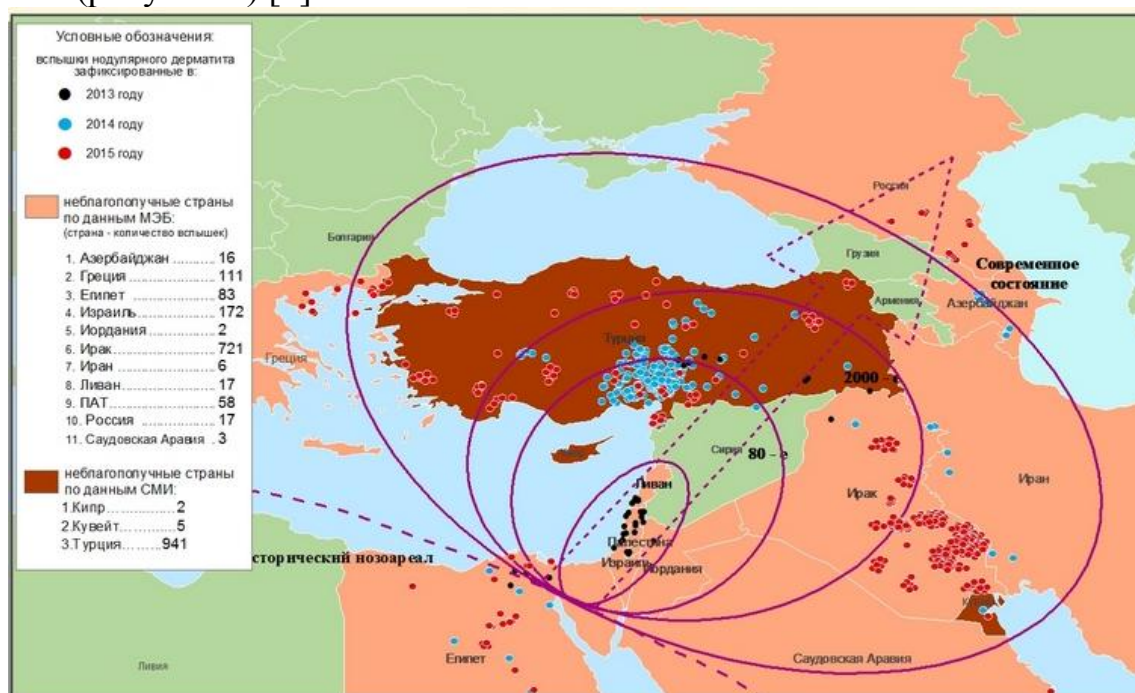 Условные обозначения:
вспышки нодулярного дерматита
зафиксированные в:
2013 году
2014 году
2015 году
неблагополучные страны
по данным МЭБ:
(страна - количество вспышек)
1. Азербайджан .......... 16
2. Греция ................... 111
3. Египет ................... 83
4. Израиль ................. 172
5. Иордания ............... 2
6. Ирак ...................... 721
7. Иран ...................... 6
8. Ливан .................... 17
9. ПАТ....................... 58
10. Россия ................. 17
11. Саудовская Аравия . 3
неблагополучные страны
по данным СМИ:
1.Кипр............... 2
2.Кувейт............ 5
3.Турция......... 941
Россия
Болгария
Грузия
Современное
состояние
Армения
Азербайджан
Турция
Греция
2000 - е
Сирия
80 – е
Ливан
Ирак
Иран
Палестина
Израиль
Иордания
сторический нозоареал
Египет
Саудовская Аравия
Ливия